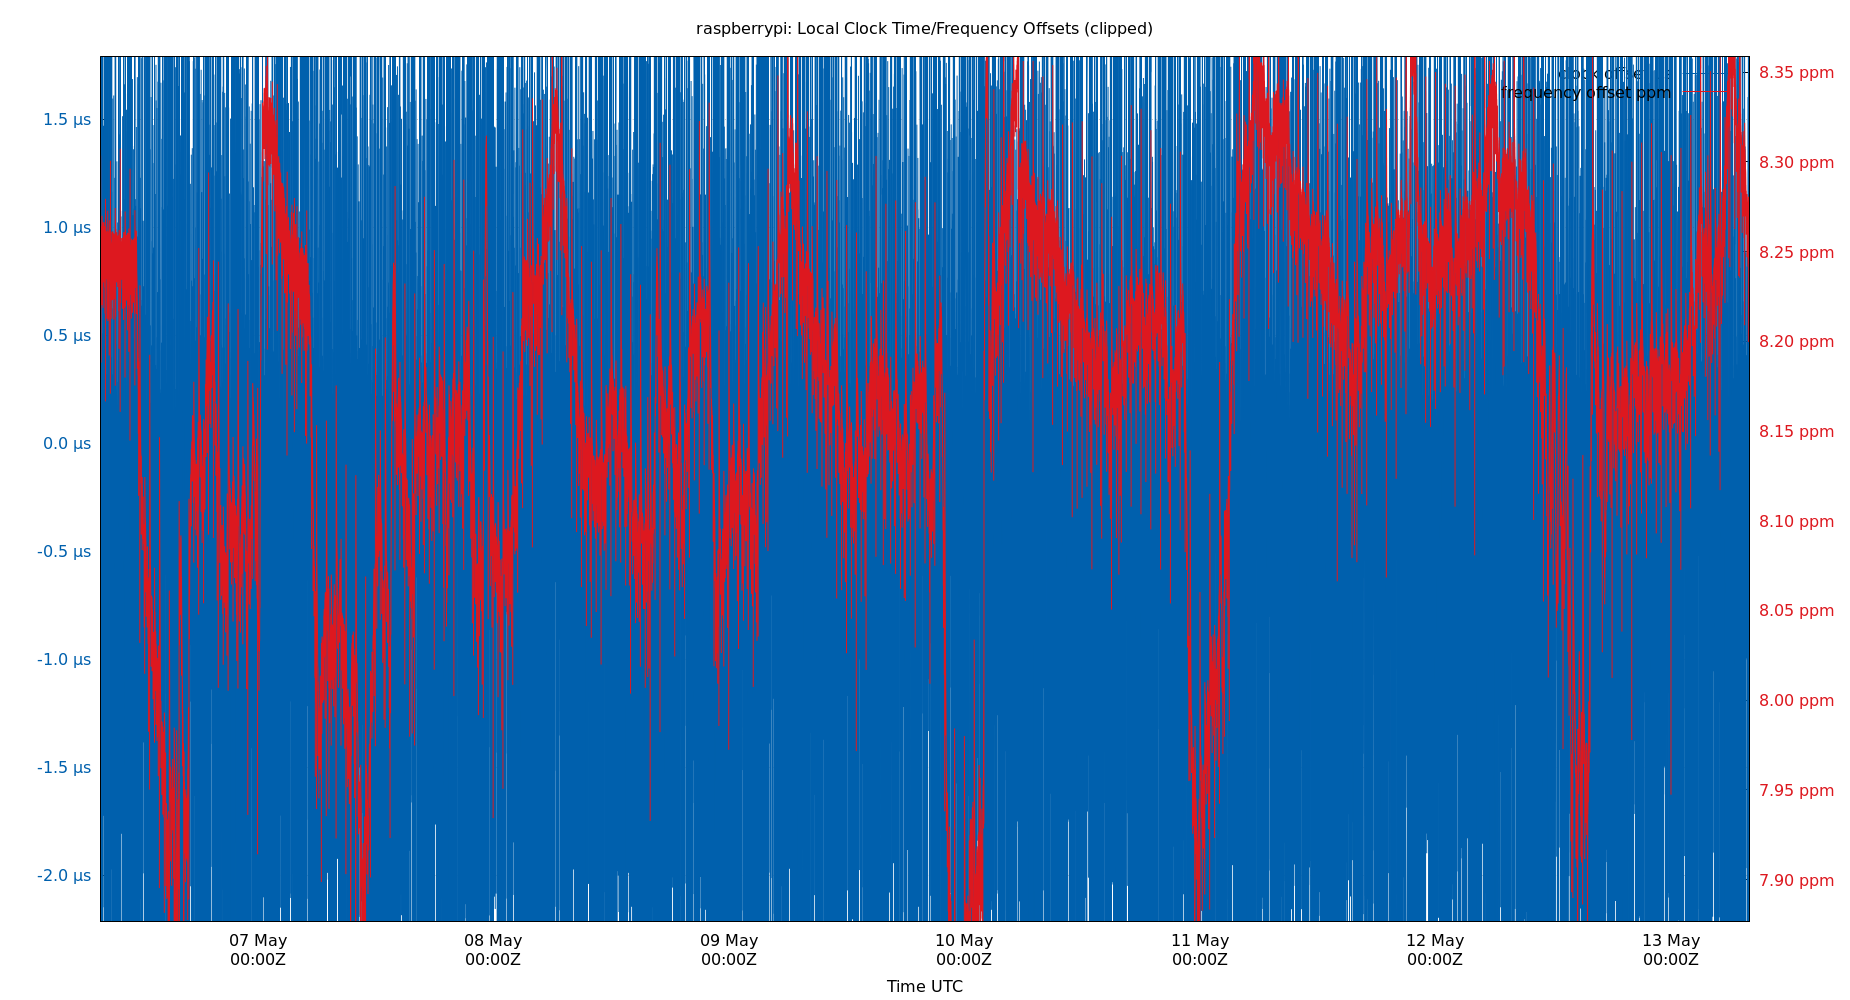 raspberrypi: Local Clock Time/Frequency Offsets (clipped)
1.5 µs
1.0 µs
0.5 µs
0.0 µs
-0.5 µs
-1.0 µs
-1.5 µs
-2.0 µs
8.35 ppm
8.30 ppm
8.25 ppm
8.20 ppm
8.15 ppm
8.10 ppm
8.05 ppm
8.00 ppm
7.95 ppm
7.90 ppm
clock offset
frequency offset ppm
07 May
00:00Z
08 May
00:00Z
09 May
00:00Z
10 May
00:00Z
11 May
00:00Z
12 May
00:00Z
13 May
00:00Z
Time UTC